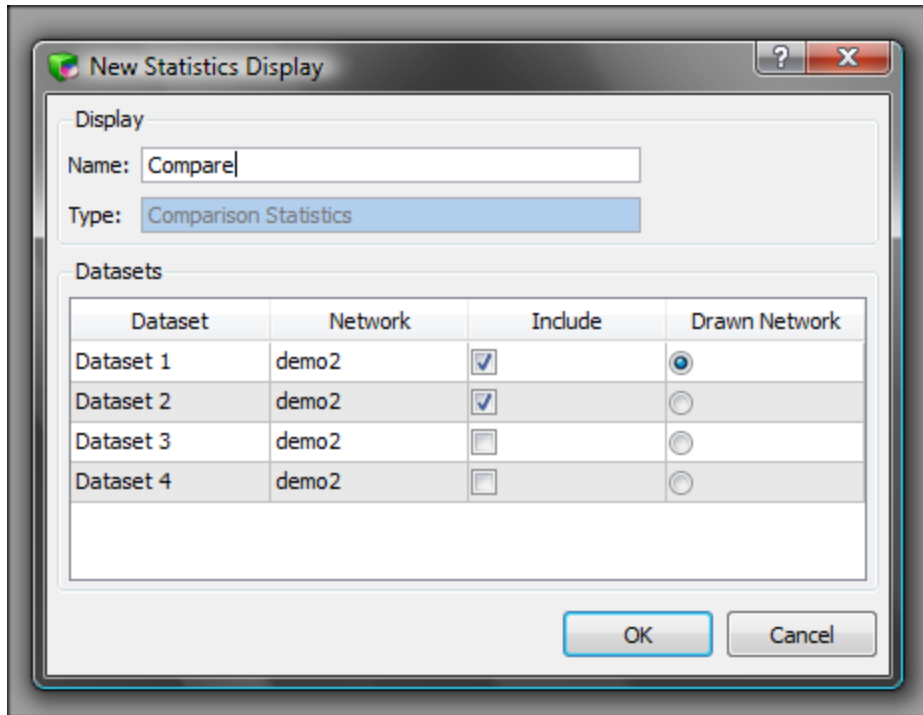 New Statistics Display
?
X
Display
Name: Compare
Type: Comparison Statistics
Datasets
Dataset Network Include Drawn Network
Dataset 1 demo2
Dataset 2 demo2
Dataset 3 demo2
Dataset 4 demo2
OK Cancel